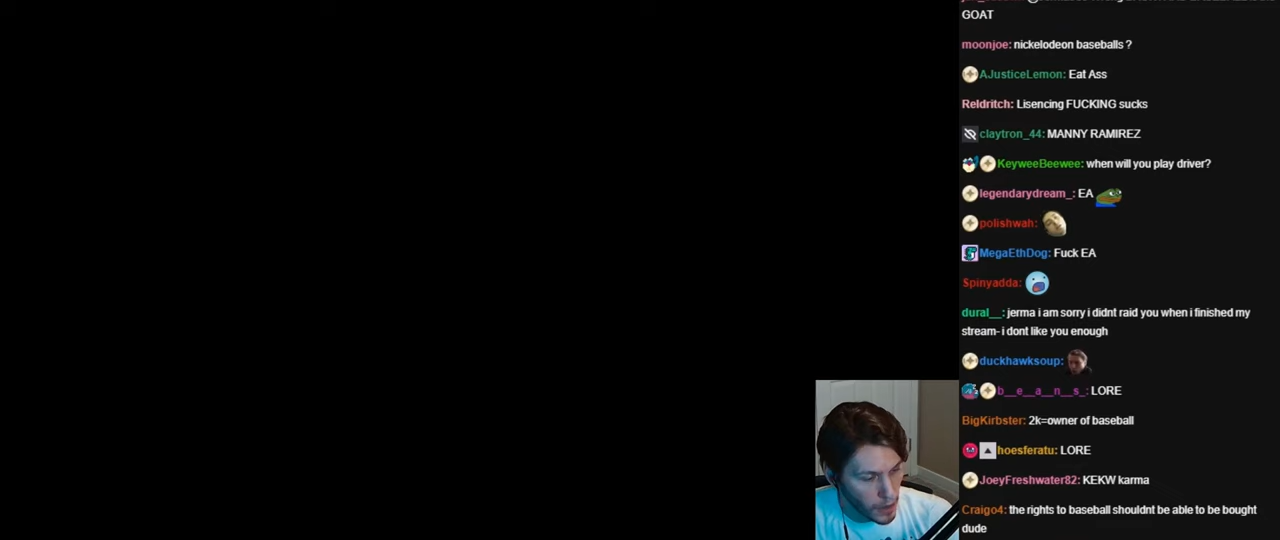 GOAT
moonjoe: nickelodeon baseballs ?
AJusticeLemon: Eat Ass
Reldritch: Lisencing FUCKING sucks
claytron_44: MANNY RAMIREZ
KeyweeBeewee: when will you play driver?
legendarydream_: EA
polishwah:
MegaEthDog: Fuck EA
Spinyadda:
dural__: jerma i am sorry i didnt raid you when i finished my
stream- i dont like you enough
duckhawksoup:
b__e__a__n__s_: LORE
BigKirbster: 2k=owner of baseball
hoesferatu: LORE
JoeyFreshwater82: KEKW karma
Craigo4: the rights to baseball shouldnt be able to be bought
dude